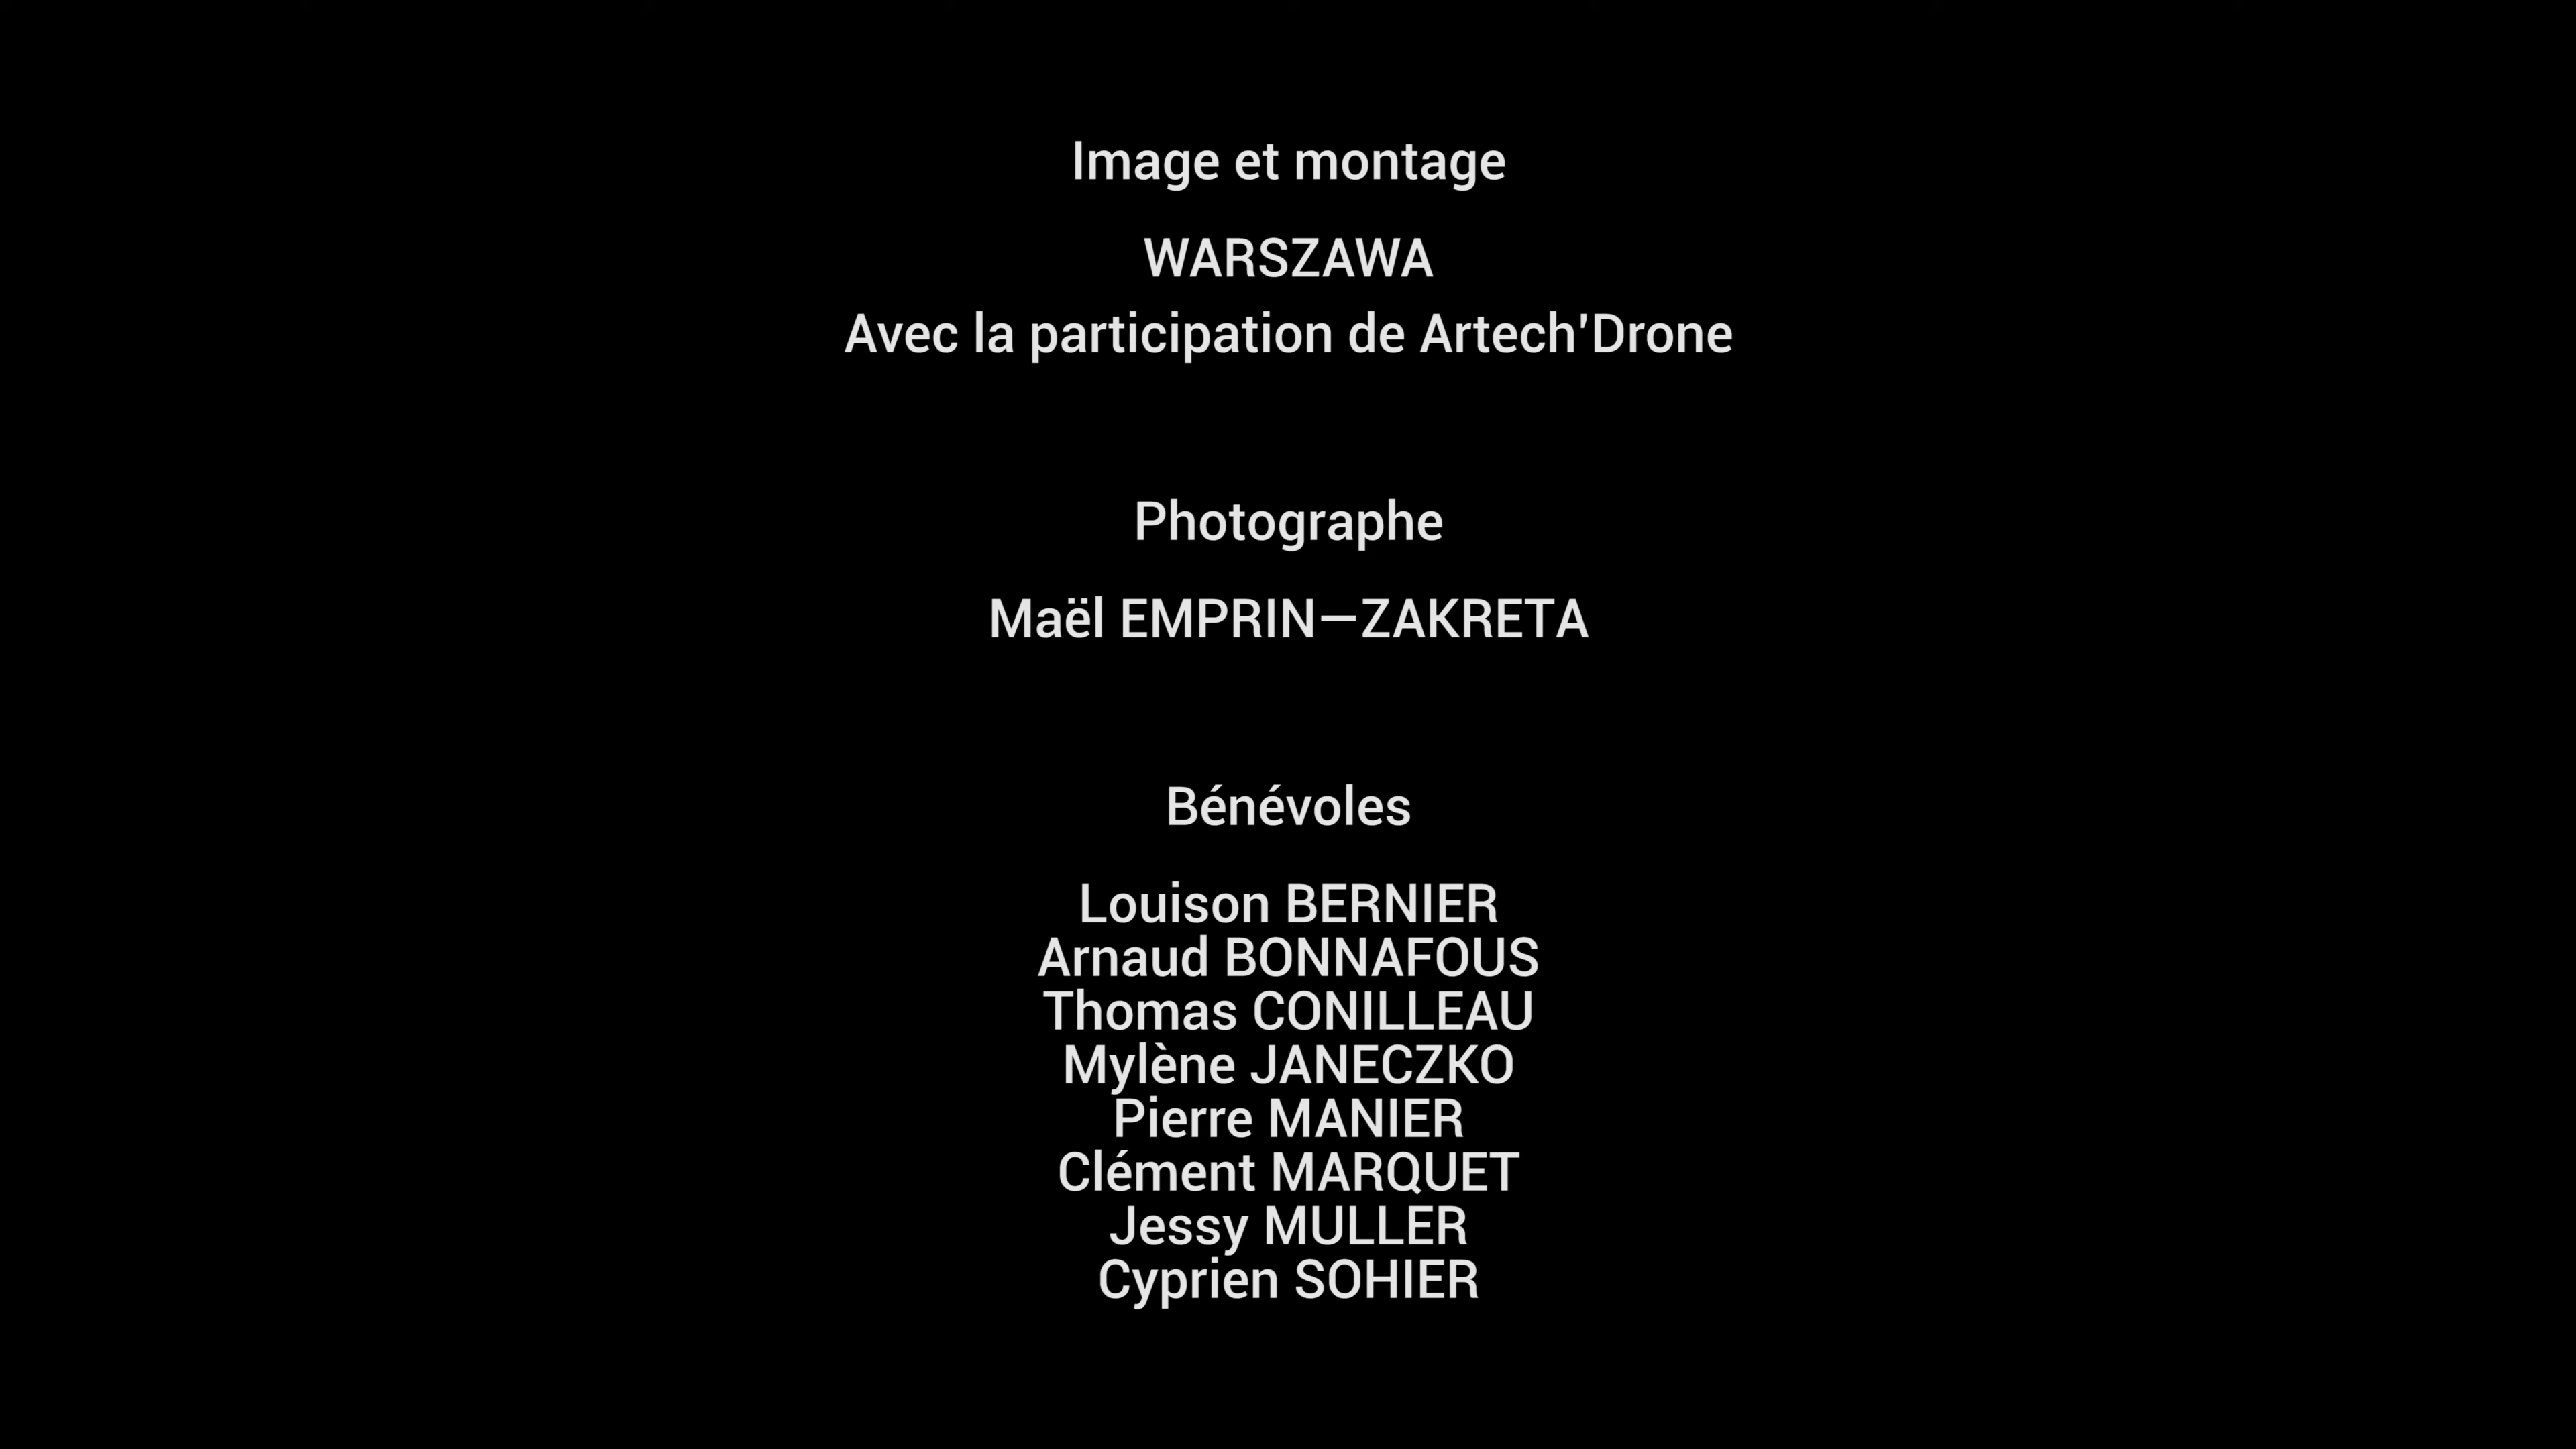 Image et montage
WARSZAWA
Avec la participation de Artech'Drone
Photographe
Maël EMPRIN—ZAKRETA
Bénévoles
Louison BERNIER
Arnaud BONNAFOUS
Thomas CONILLEAU
Mylène JANECZKO
Pierre MANIER
Clément MARQUET
Jessy MULLER
Cyprien SOHIER